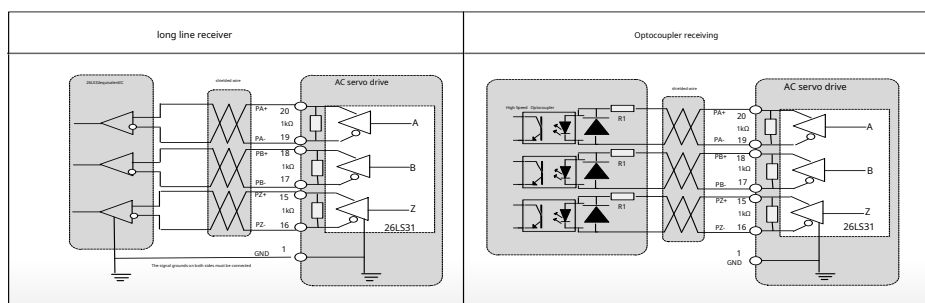 long line receiver
Optocoupler receiving
shielded wire
AC servo drive
PA+
20
1kΩ
PA-
19
A
PB+
18
1kΩ
PB-
17
B
PZ+
15
1kΩ
PZ-
16
Z
26LS31
GND
1
The signal grounds on both sides must be connected
High Speed Optocoupler
R1
R1
R1
shielded wire
AC servo drive
PA+
20
1kΩ
PA-
19
A
PB+
18
1kΩ
PB-
17
B
PZ+
15
1kΩ
PZ-
16
Z
26LS31
1
GND